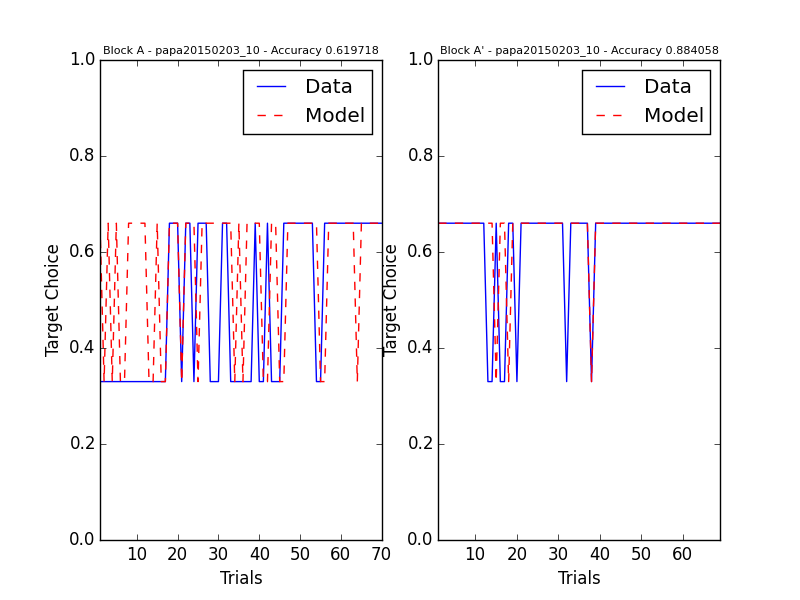 Block A - papa20150203_10 - Accuracy 0.619718
Block A' - papa20150203_10 - Accuracy 0.884058
1.0
0.8
0.6
0.4
0.2
0.0
Target Choice
10 20 30 40 50 60 70
Trials
Data
Model
1.0
0.8
0.6
0.4
0.2
0.0
Target Choice
10 20 30 40 50 60
Trials
Data
Model